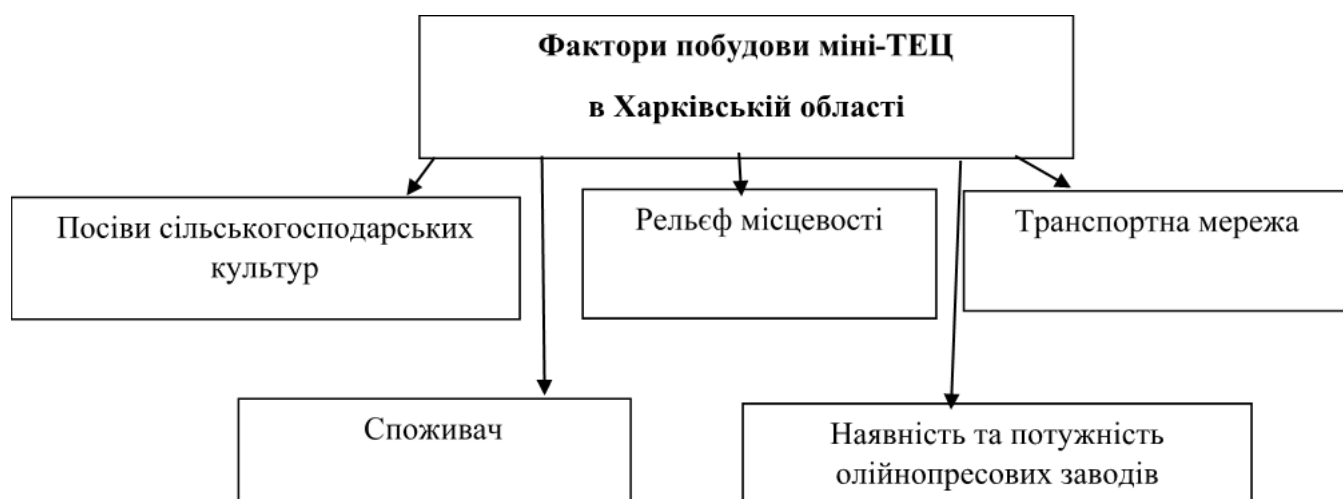 Фактори побудови міні-ТЕЦ
в Харківській області
Посіви сільськогосподарських
культур
Рельєф місцевості
Транспортна мережа
Споживач
Наявність та потужність
олійнопресових заводів